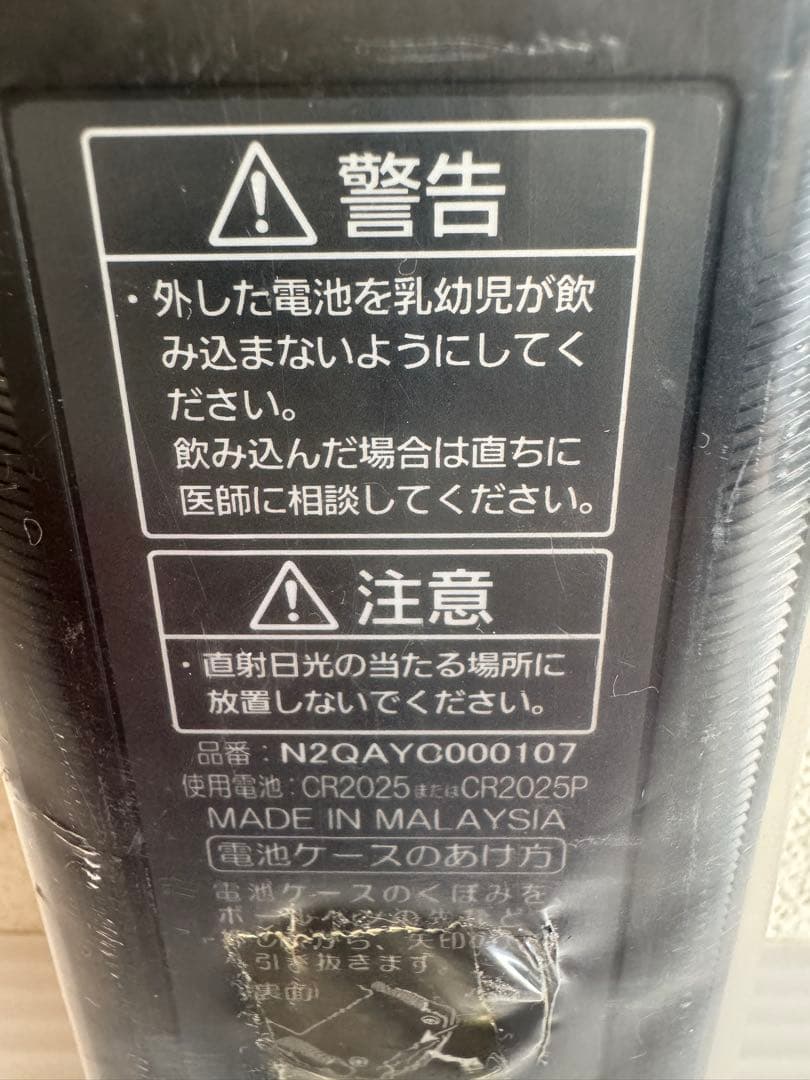 警告
・外した電池を乳幼児が飲
み込まないようにしてく
ださい。
飲み込んだ場合は直ちに
医師に相談してください。
注意
・直射日光の当たる場所に
放置しないでください。
品番：N2QAYC000107
使用電池：CR2025またはCR2025P
MADE IN MALAYSIA
電池ケースのあけ方
電池ケースのくぼみを
引き抜きます。
(裏面)